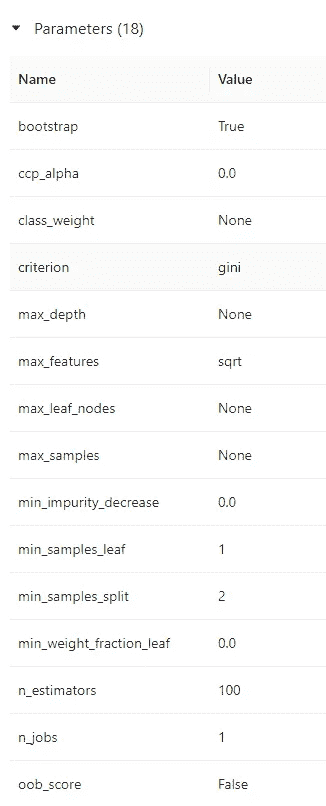 Parameters (18)
Name Value
bootstrap True
ccp_alpha 0.0
class_weight None
criterion gini
max_depth None
max_features sqrt
max_leaf_nodes None
max_samples None
min_impurity_decrease 0.0
min_samples_leaf 1
min_samples_split 2
min_weight_fraction_leaf 0.0
n_estimators 100
n_jobs 1
oob_score False